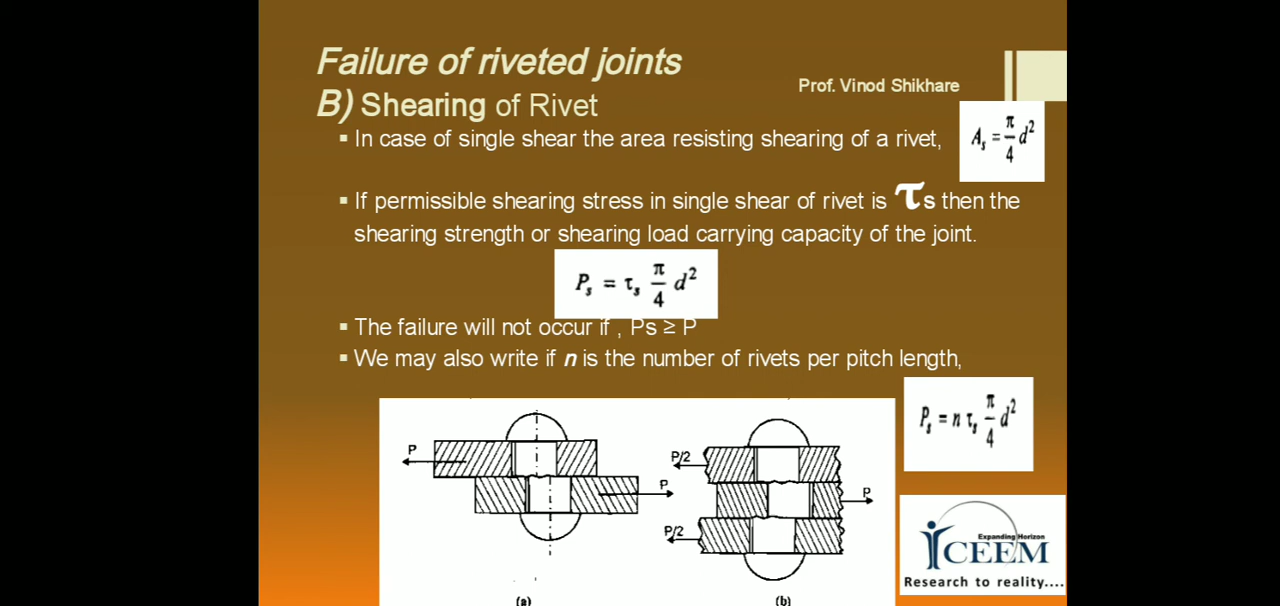 Failure of riveted joints
Prof. Vinod Shikhare
B) Shearing of Rivet
▪ In case of single shear the area resisting shearing of a rivet,
A_s = π/4 d²
▪ If permissible shearing stress in single shear of rivet is τs then the
shearing strength or shearing load carrying capacity of the joint.
P_s = τ_s π/4 d²
▪ The failure will not occur if , Ps ≥ P
▪ We may also write if n is the number of rivets per pitch length,
P_s = n τ_s π/4 d²
P
P
(a)
P/2
P
P/2
(b)
Expanding Horizon
CEEM
Research to reality....